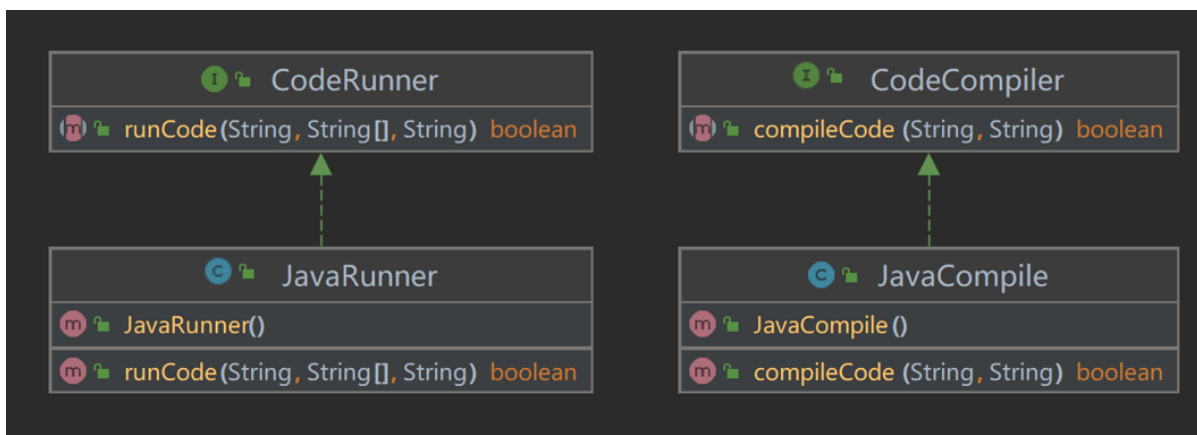 I CodeRunner
m runCode(String, String[], String) boolean
I CodeCompiler
m compileCode (String, String) boolean
C JavaRunner
m JavaRunner()
m runCode(String, String[], String) boolean
C JavaCompile
m JavaCompile ()
m compileCode (String, String) boolean